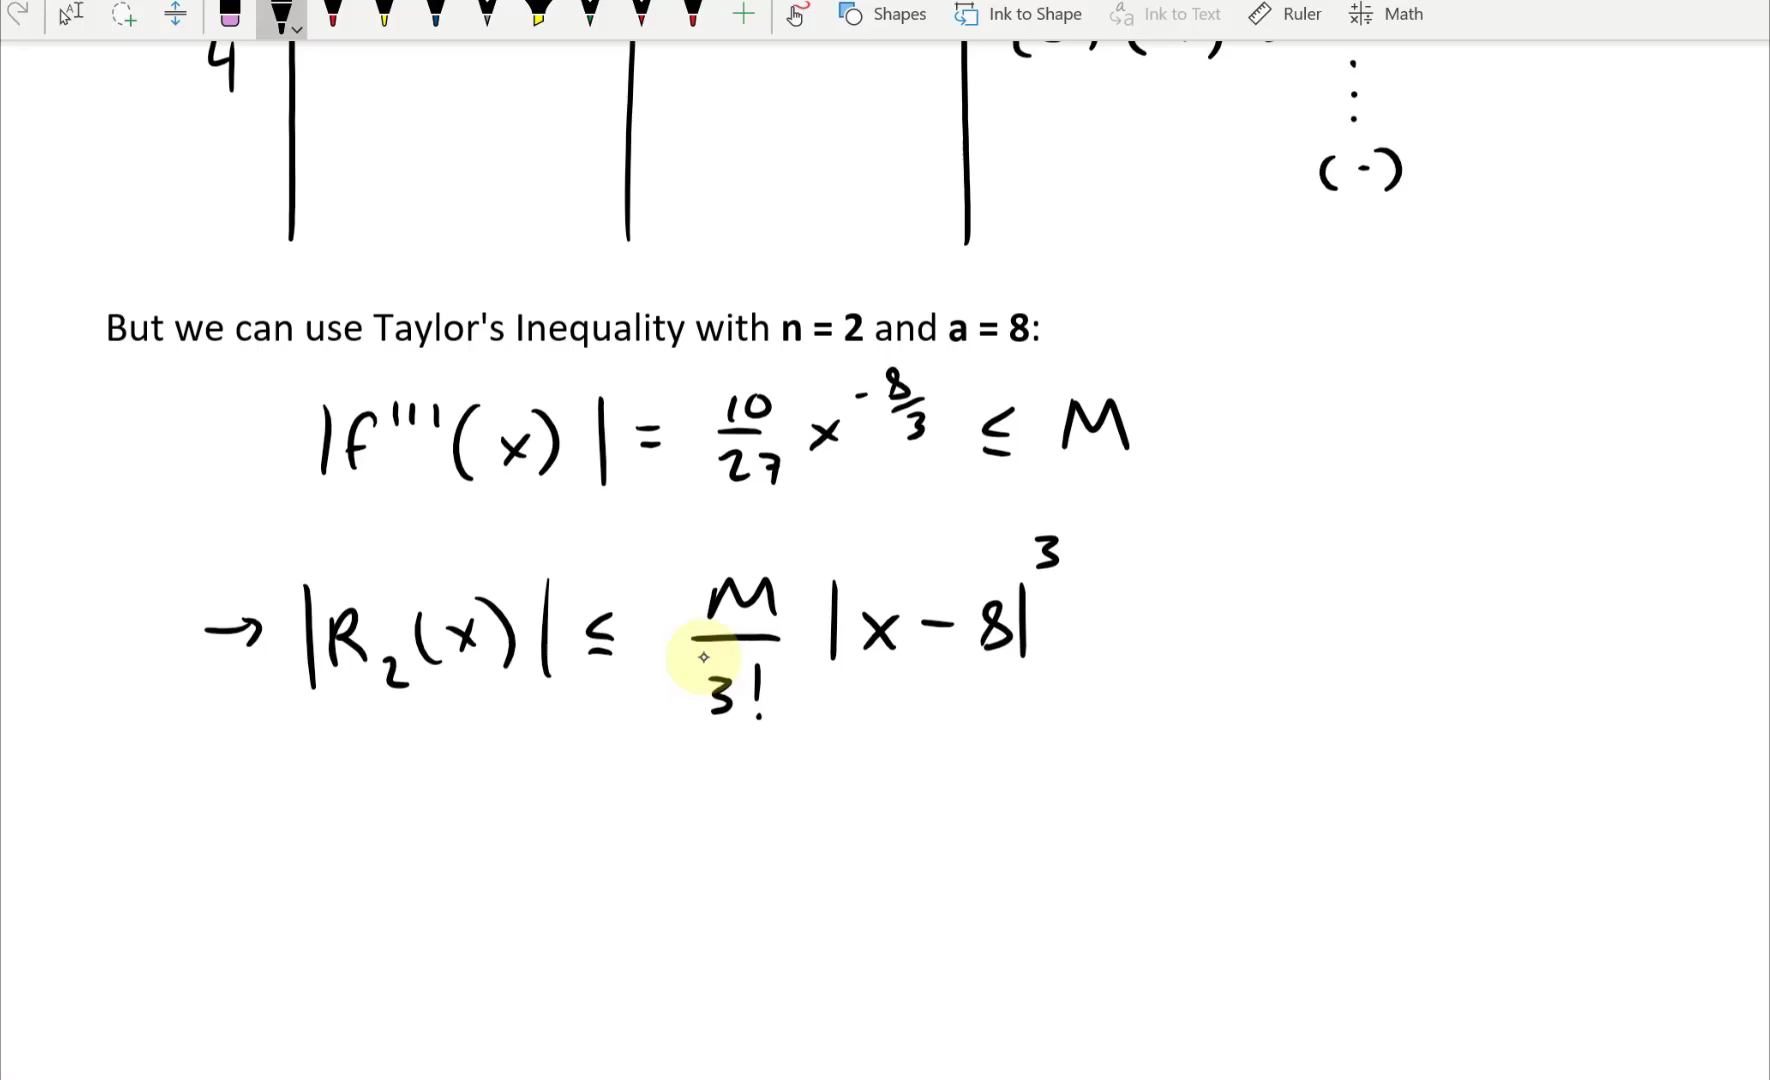 Shapes Ink to Shape Ink to Text Ruler Math
4
(-)
But we can use Taylor's Inequality with n = 2 and a = 8:
|f'''(x)| = 10/27 x^-8/3 ≤ M
→ |R₂(x)| ≤ M/3! |x - 8|³